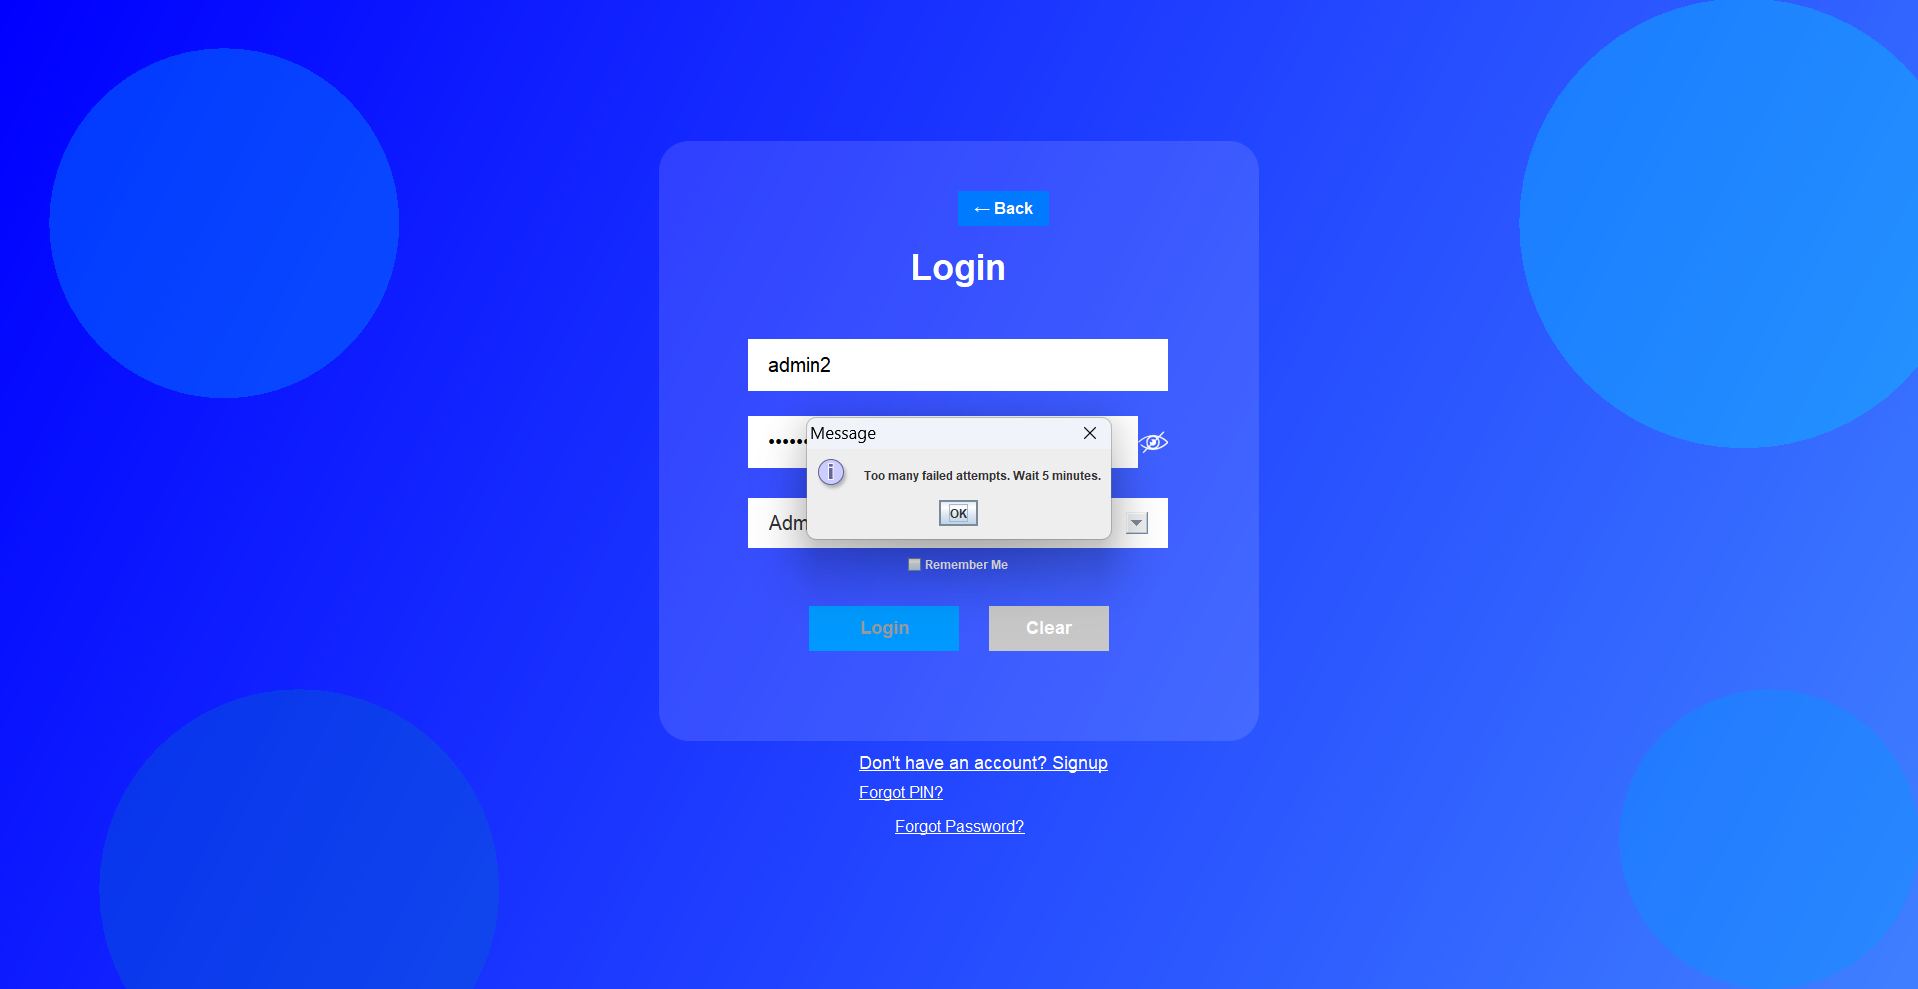 ← Back
Login
admin2
••••••
Message
Too many failed attempts. Wait 5 minutes.
OK
Adm
Remember Me
Login
Clear
Don't have an account? Signup
Forgot PIN?
Forgot Password?